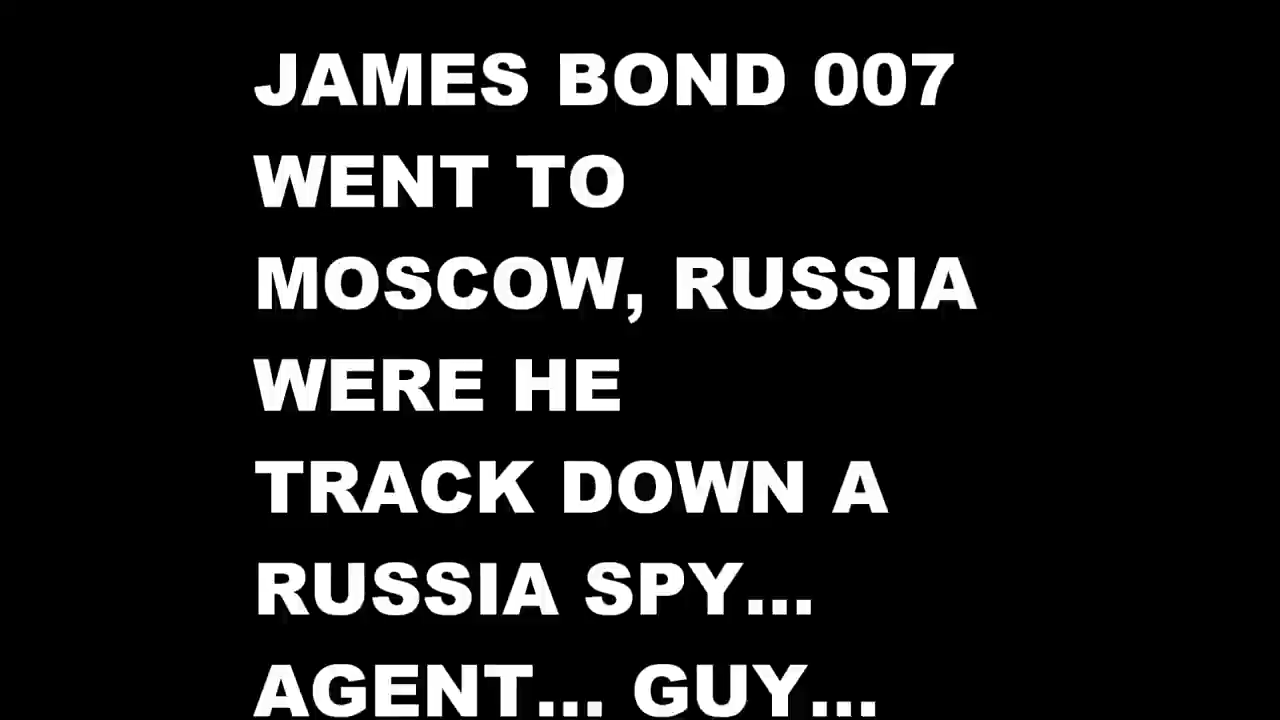 JAMES BOND 007
WENT TO
MOSCOW, RUSSIA
WERE HE
TRACK DOWN A
RUSSIA SPY...
AGENT... GUY...